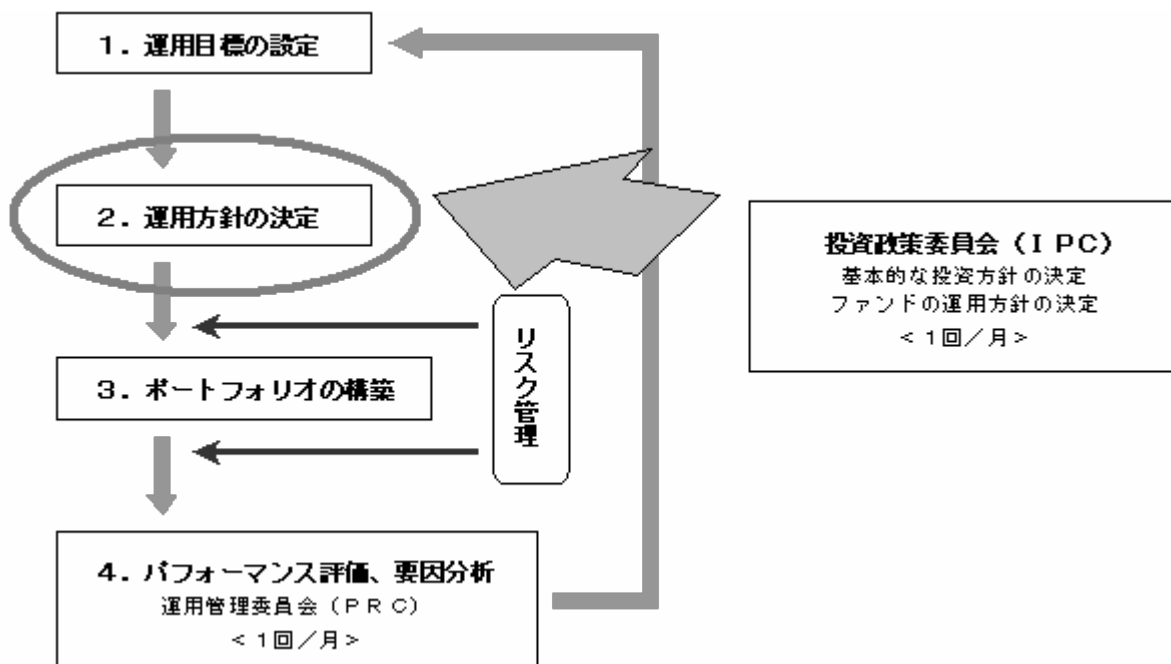 １．運用目標の設定
２．運用方針の決定
投資政策委員会（ＩＰＣ）
基本的な投資方針の決定
ファンドの運用方針の決定
＜１回／月＞
リスク管理
３．ポートフォリオの構築
４．パフォーマンス評価、要因分析
運用管理委員会（ＰＲＣ）
＜１回／月＞